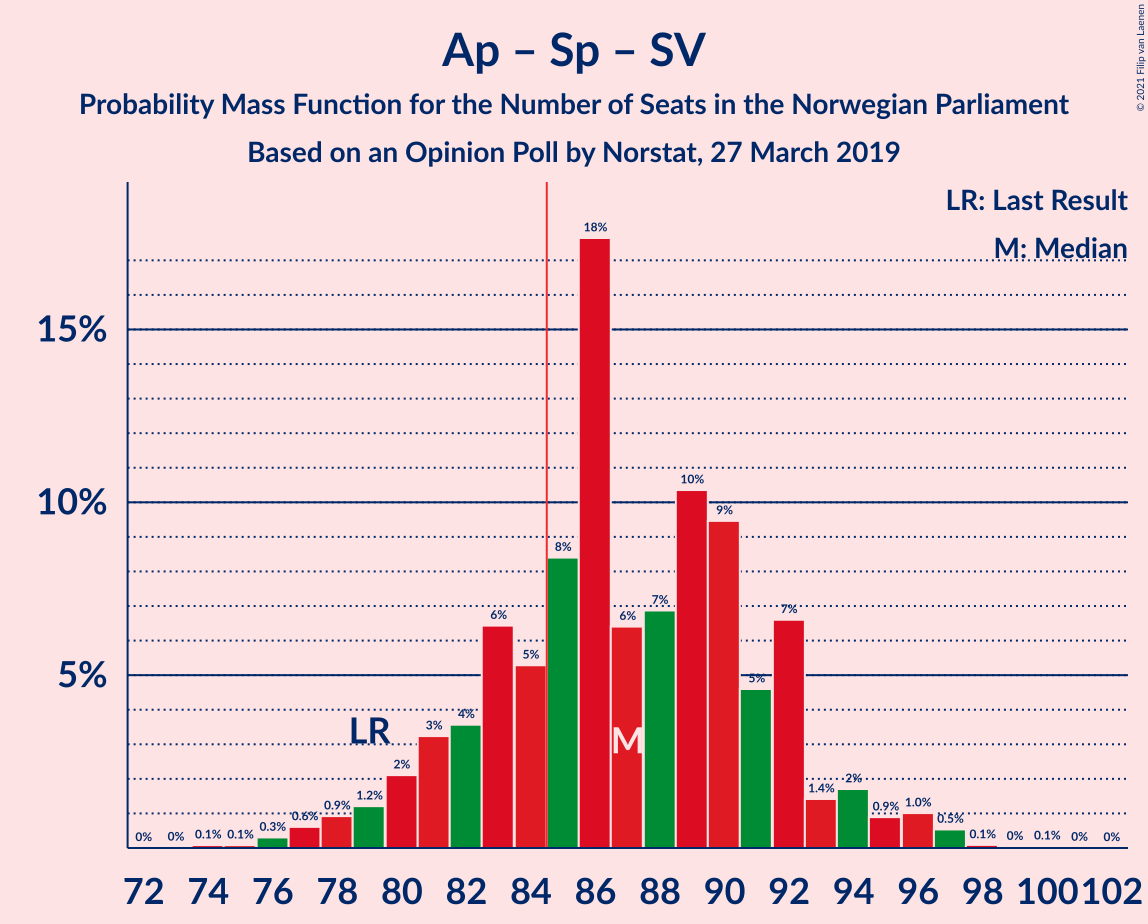 Ap – Sp – SV
Probability Mass Function for the Number of Seats in the Norwegian Parliament
Based on an Opinion Poll by Norstat, 27 March 2019
© 2021 Filip van Laenen
LR: Last Result
M: Median
15%
10%
5%
0% 0% 0.1% 0.1% 0.3% 0.6% 0.9% 1.2% 2% 3% 4% 6% 5% 8% 18% 6% 7% 10% 9% 5% 7% 1.4% 2% 0.9% 1.0% 0.5% 0.1% 0% 0.1% 0% 0%
LR
M
72 74 76 78 80 82 84 86 88 90 92 94 96 98 100 102